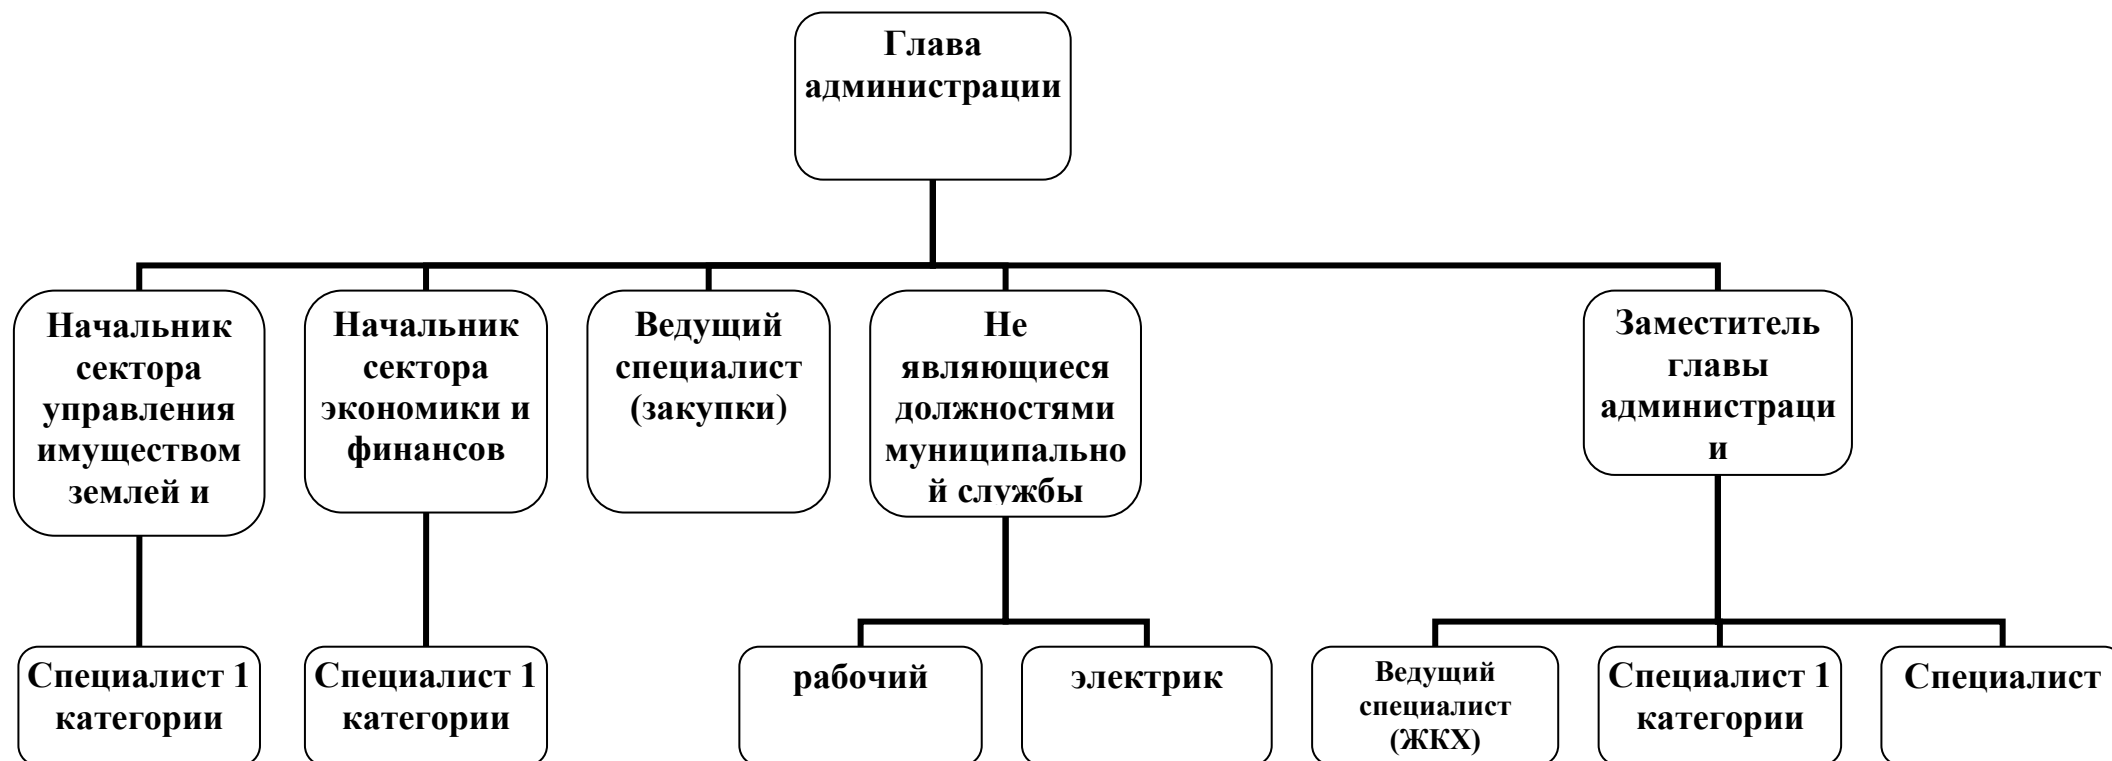 Глава
администрации
Начальник
сектора
управления
имуществом
землей и
Начальник
сектора
экономики и
финансов
Ведущий
специалист
(закупки)
Не
являющиеся
должностями
муниципально
й службы
Заместитель
главы
администраци
и
Специалист 1
категории
Специалист 1
категории
рабочий
электрик
Ведущий
специалист
(ЖКХ)
Специалист 1
категории
Специалист